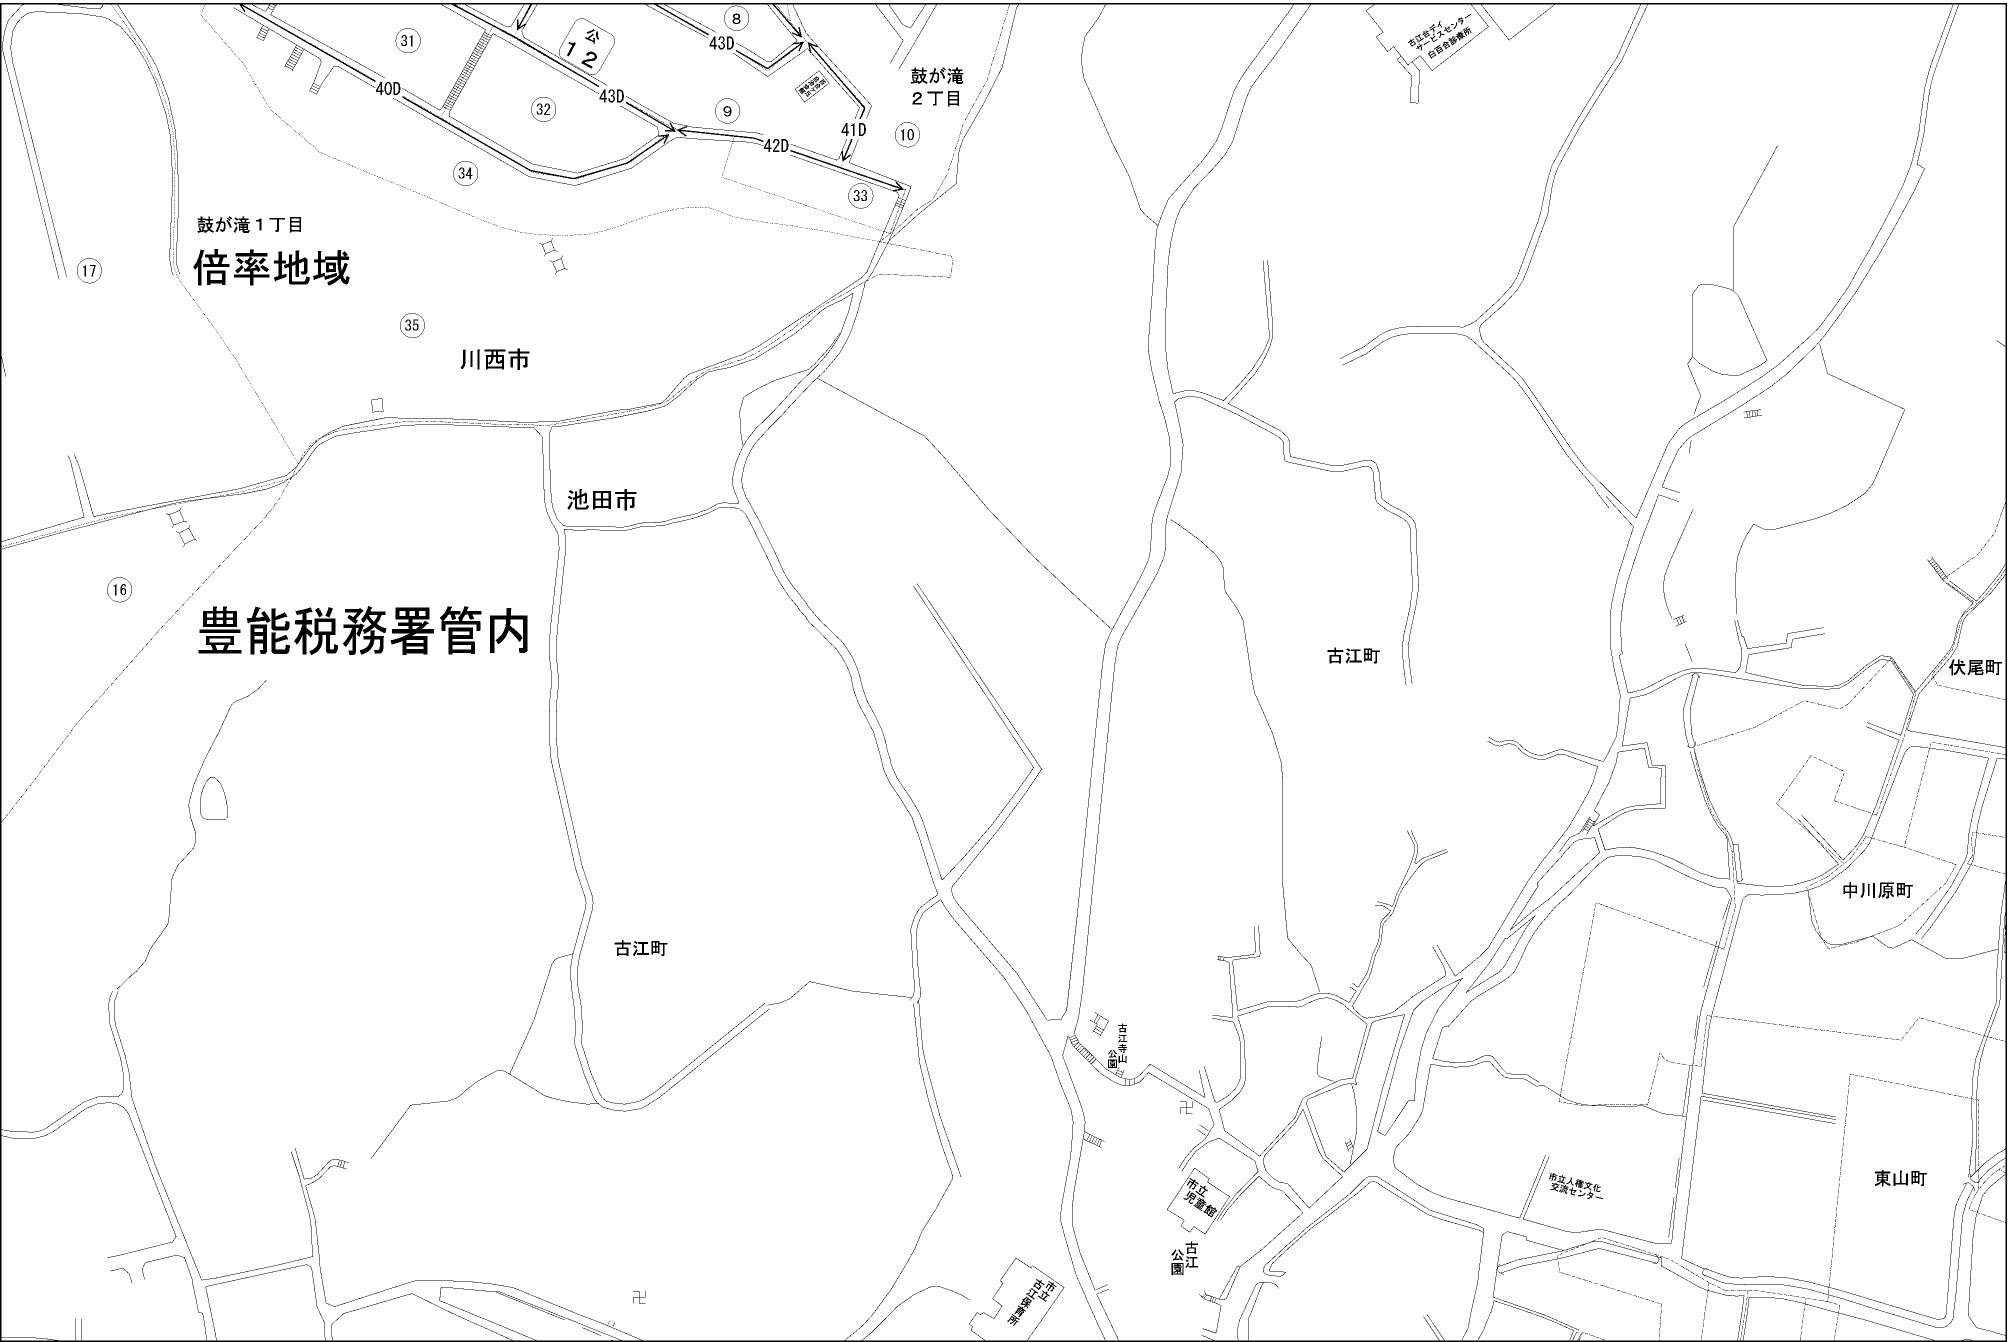 31
公
12
8
43D
鼓が滝
2丁目
古江台デイ
サービスセンター
白百合診療所
40D
43D
32
9
10
41D
42D
34
33
鼓が滝1丁目
倍率地域
17
35
川西市
池田市
16
豊能税務署管内
古江町
伏尾町
中川原町
古江町
古江寺山
公園
東山町
市立
児童館
市立人権文化
交流センター
古江
公園
市立
古江保育所